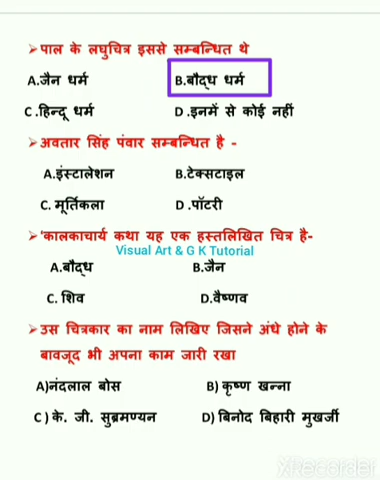 ➢पाल के लघुचित्र इससे सम्बन्धित थे
A.जैन धर्म B.बौद्ध धर्म
C .हिन्दू धर्म D .इनमें से कोई नहीं
➢अवतार सिंह पंवार सम्बन्धित है -
A.इंस्टालेशन B.टेक्सटाइल
C. मूर्तिकला D .पॉटरी
➢'कालकाचार्य कथा यह एक हस्तलिखित चित्र है-
Visual Art & G K Tutorial
A.बौद्ध B.जैन
C. शिव D.वैष्णव
➢उस चित्रकार का नाम लिखिए जिसने अंधे होने के
बावजूद भी अपना काम जारी रखा
A)नंदलाल बोस B) कृष्ण खन्ना
C ) के. जी. सुब्रमण्यन D) बिनोद बिहारी मुखर्जी
XRecorder